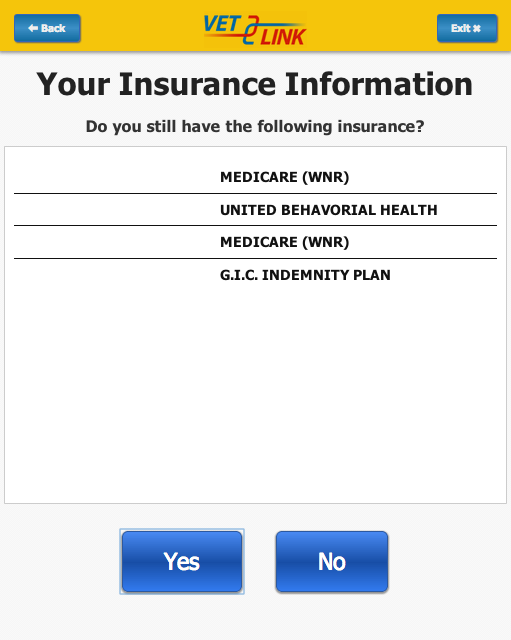 Back
VET LINK
Exit
Your Insurance Information
Do you still have the following insurance?
MEDICARE (WNR)
UNITED BEHAVORIAL HEALTH
MEDICARE (WNR)
G.I.C. INDEMNITY PLAN
Yes
No